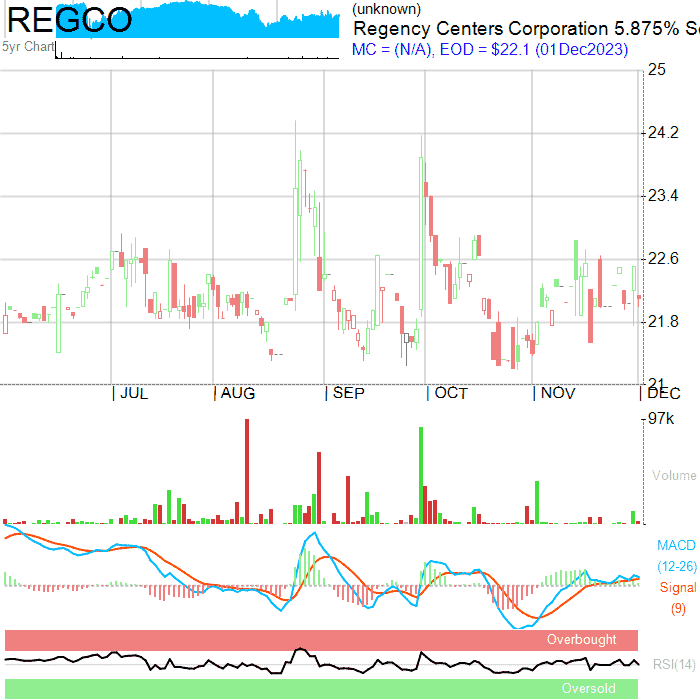 REGCO
5yr Chart
(unknown)
Regency Centers Corporation 5.875% Se
MC = (N/A), EOD = $22.1 (01Dec2023)
25
24.2
23.4
22.6
21.8
21
JUL AUG SEP OCT NOV DEC
97k
Volume
MACD
(12-26)
Signal
(9)
Overbought
RSI(14)
Oversold